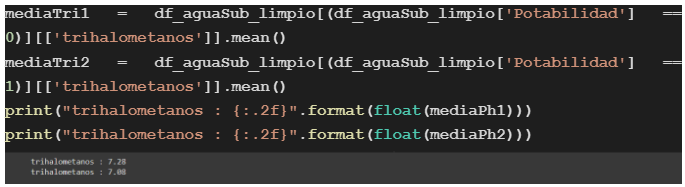 mediaTri1 = df_aguaSub_limpio[(df_aguaSub_limpio['Potabilidad'] ==
0)][['trihalometanos']].mean()
mediaTri2 = df_aguaSub_limpio[(df_aguaSub_limpio['Potabilidad'] ==
1)][['trihalometanos']].mean()
print("trihalometanos : {:.2f}".format(float(mediaPh1)))
print("trihalometanos : {:.2f}".format(float(mediaPh2)))
trihalometanos : 7.28
trihalometanos : 7.08